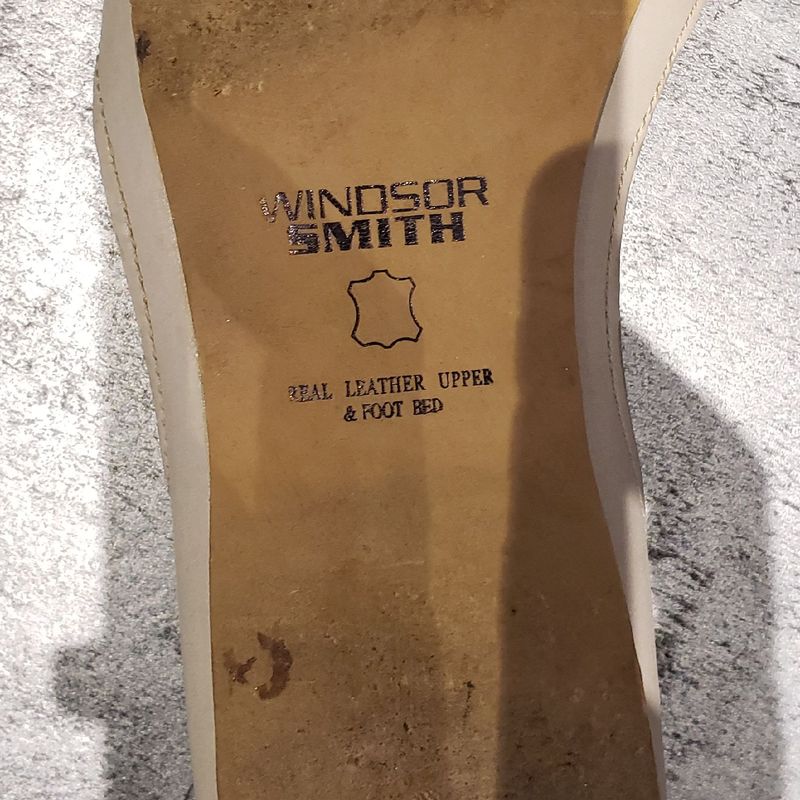 WINDSOR
SMITH
REAL LEATHER UPPER
& FOOT BED